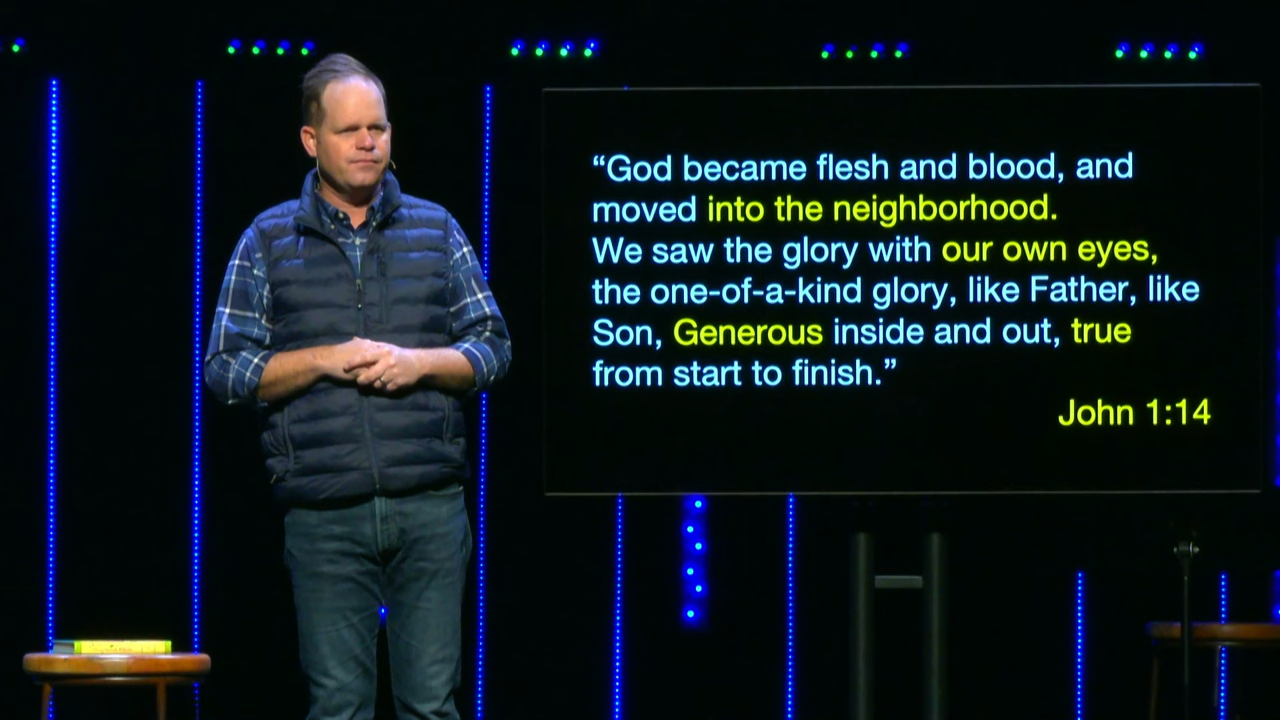 “God became flesh and blood, and
moved into the neighborhood.
We saw the glory with our own eyes,
the one-of-a-kind glory, like Father, like
Son, Generous inside and out, true
from start to finish.”
John 1:14